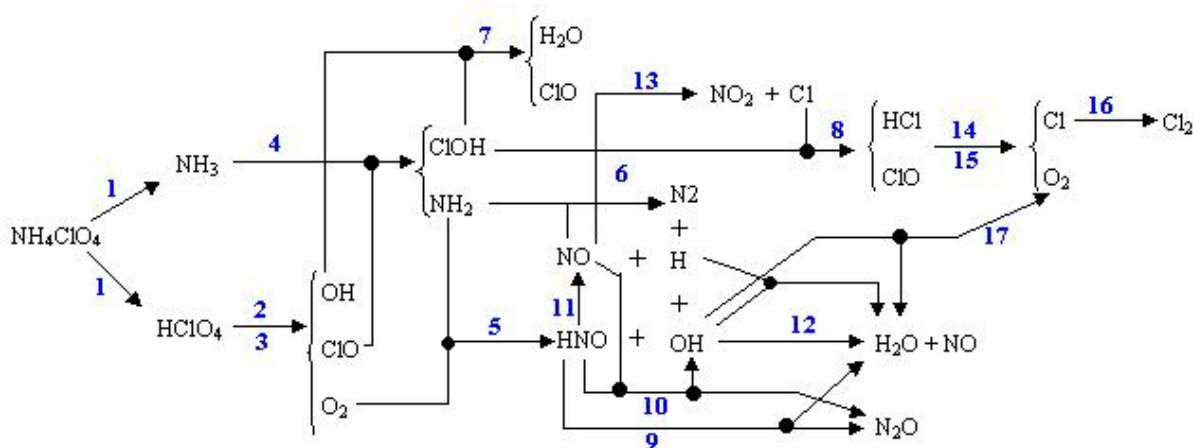 7
H₂O
ClO
13
NO₂ + Cl
4
NH₃
ClOH
NH₂
8
HCl
ClO
14
15
Cl
O₂
16
Cl₂
6
N2
+
NO + H
+
17
1
NH₄ClO₄
1
HClO₄
2
3
OH
ClO
O₂
5
11
HNO + OH
12
H₂O + NO
10
9
N₂O